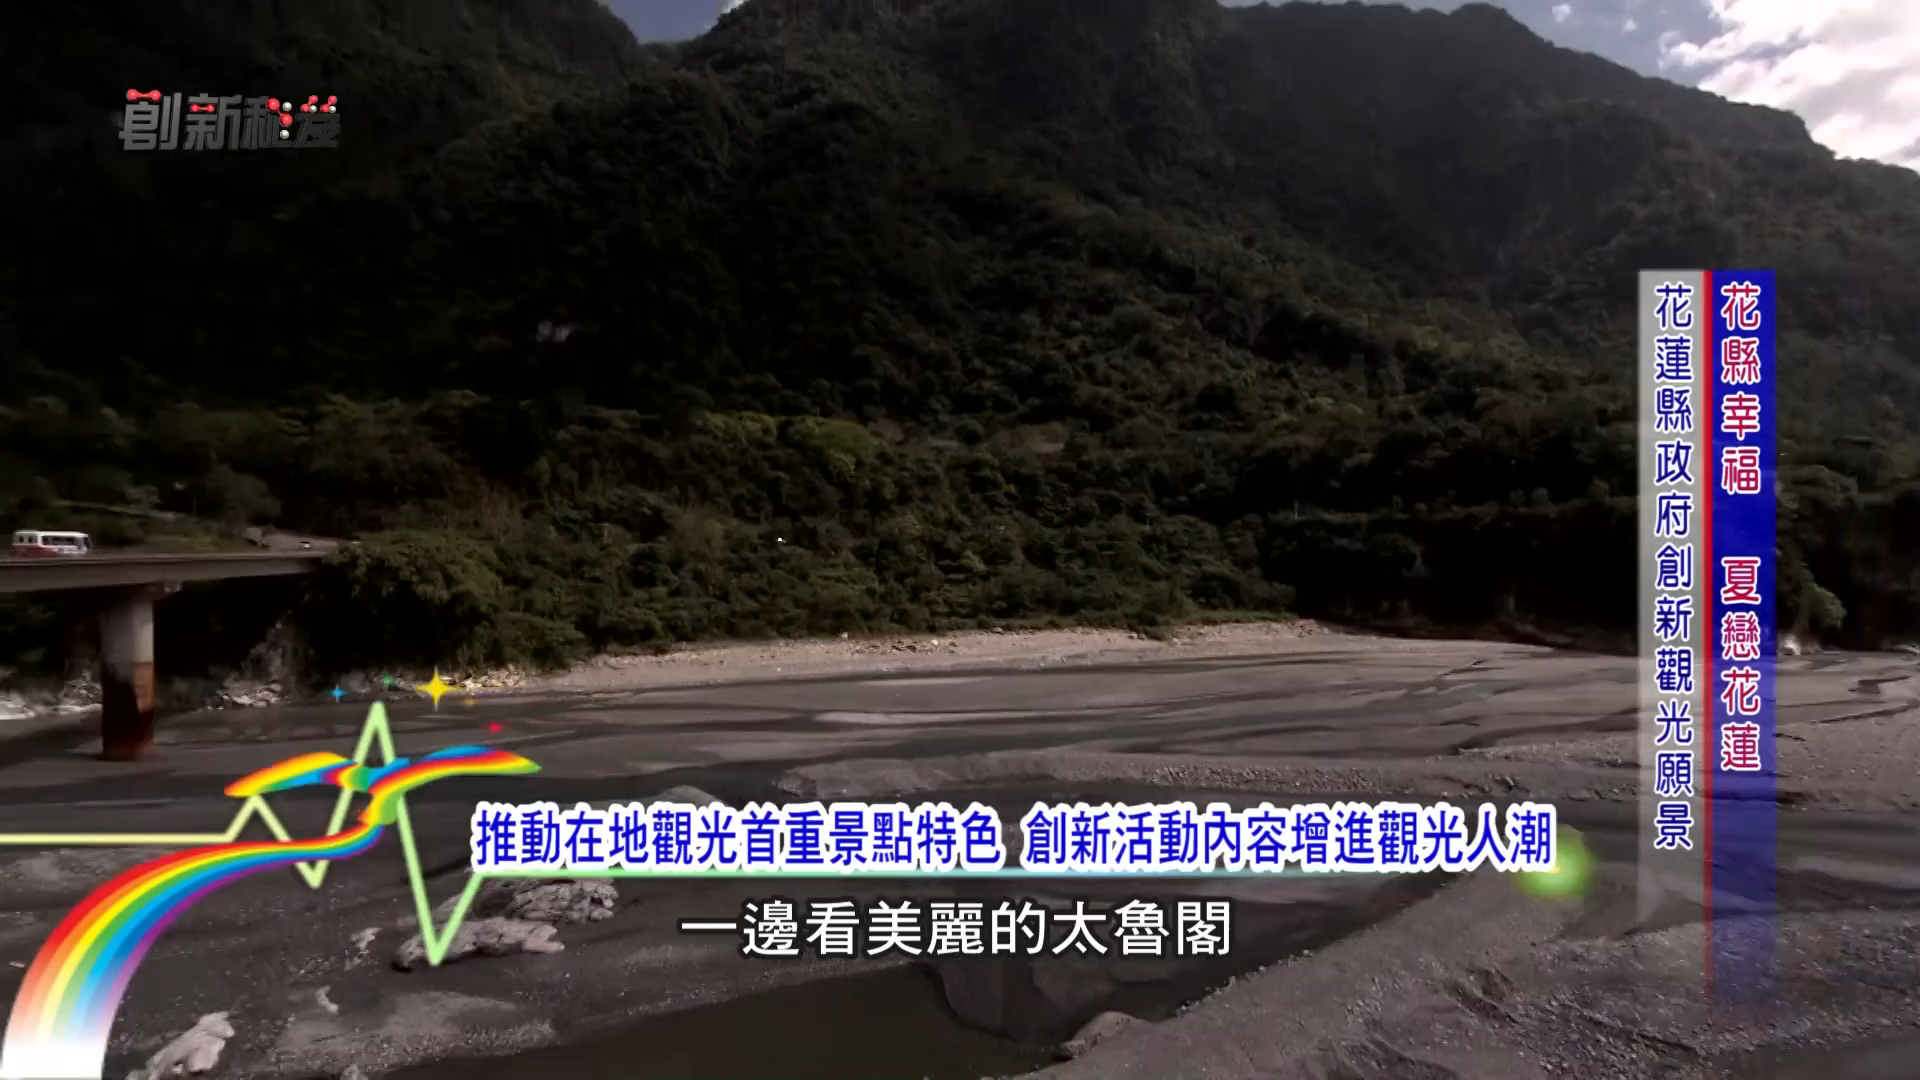 創新
花縣幸福 夏戀花蓮
花蓮縣政府創新觀光願景
推動在地觀光首重景點特色 創新活動內容增進觀光人潮
一邊看美麗的太魯閣